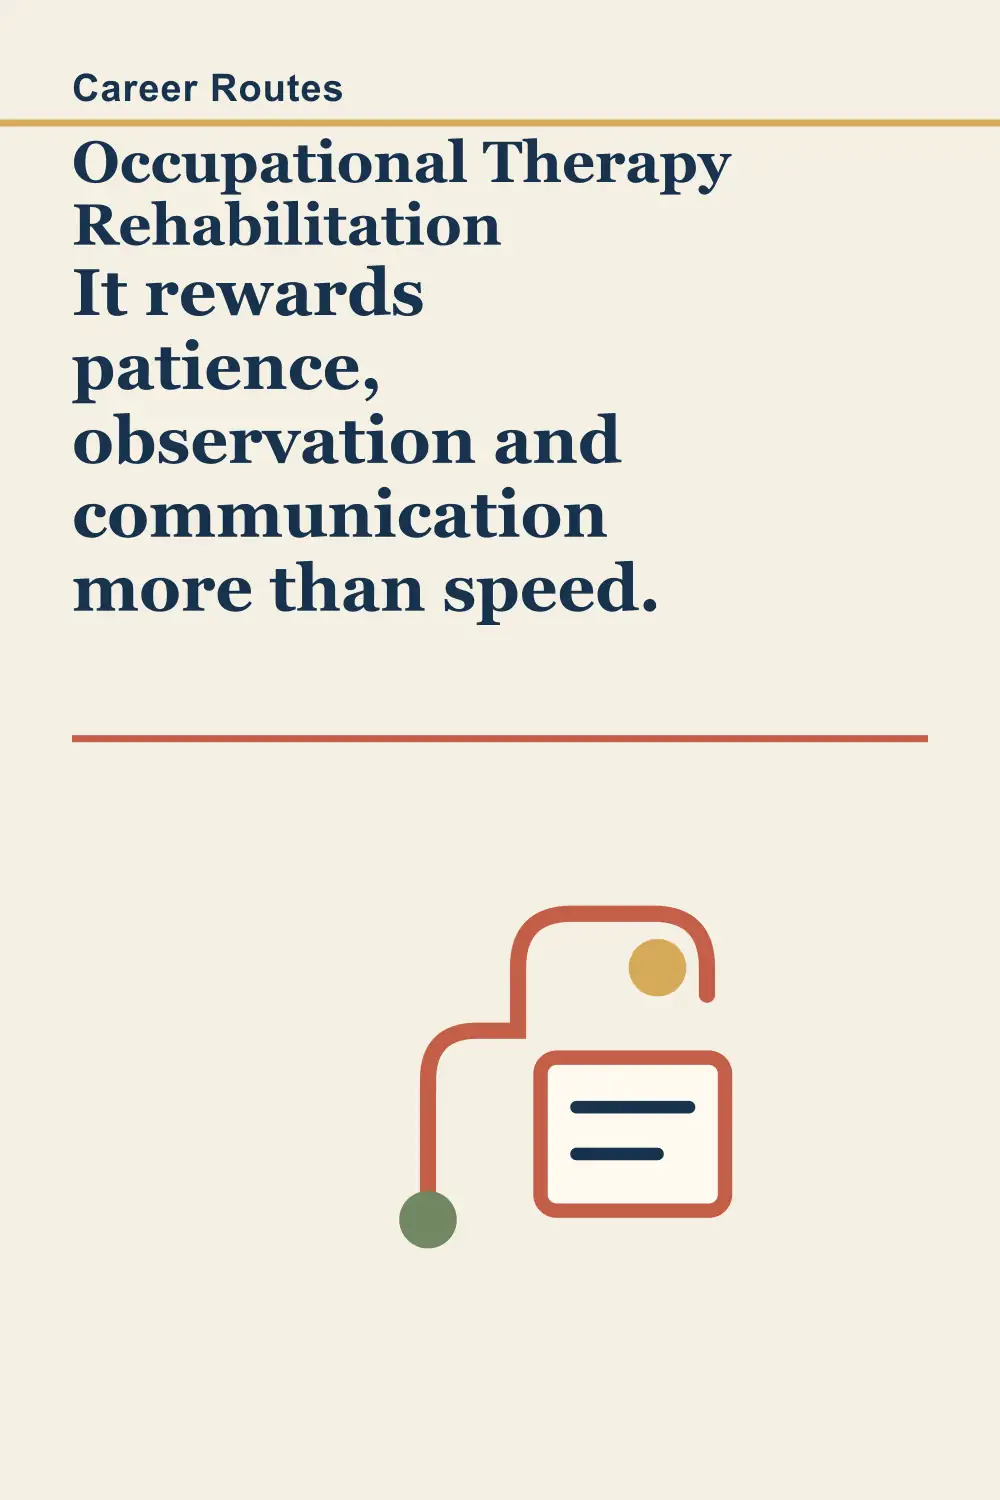 Career Routes
Occupational Therapy
Rehabilitation
It rewards
patience,
observation and
communication
more than speed.